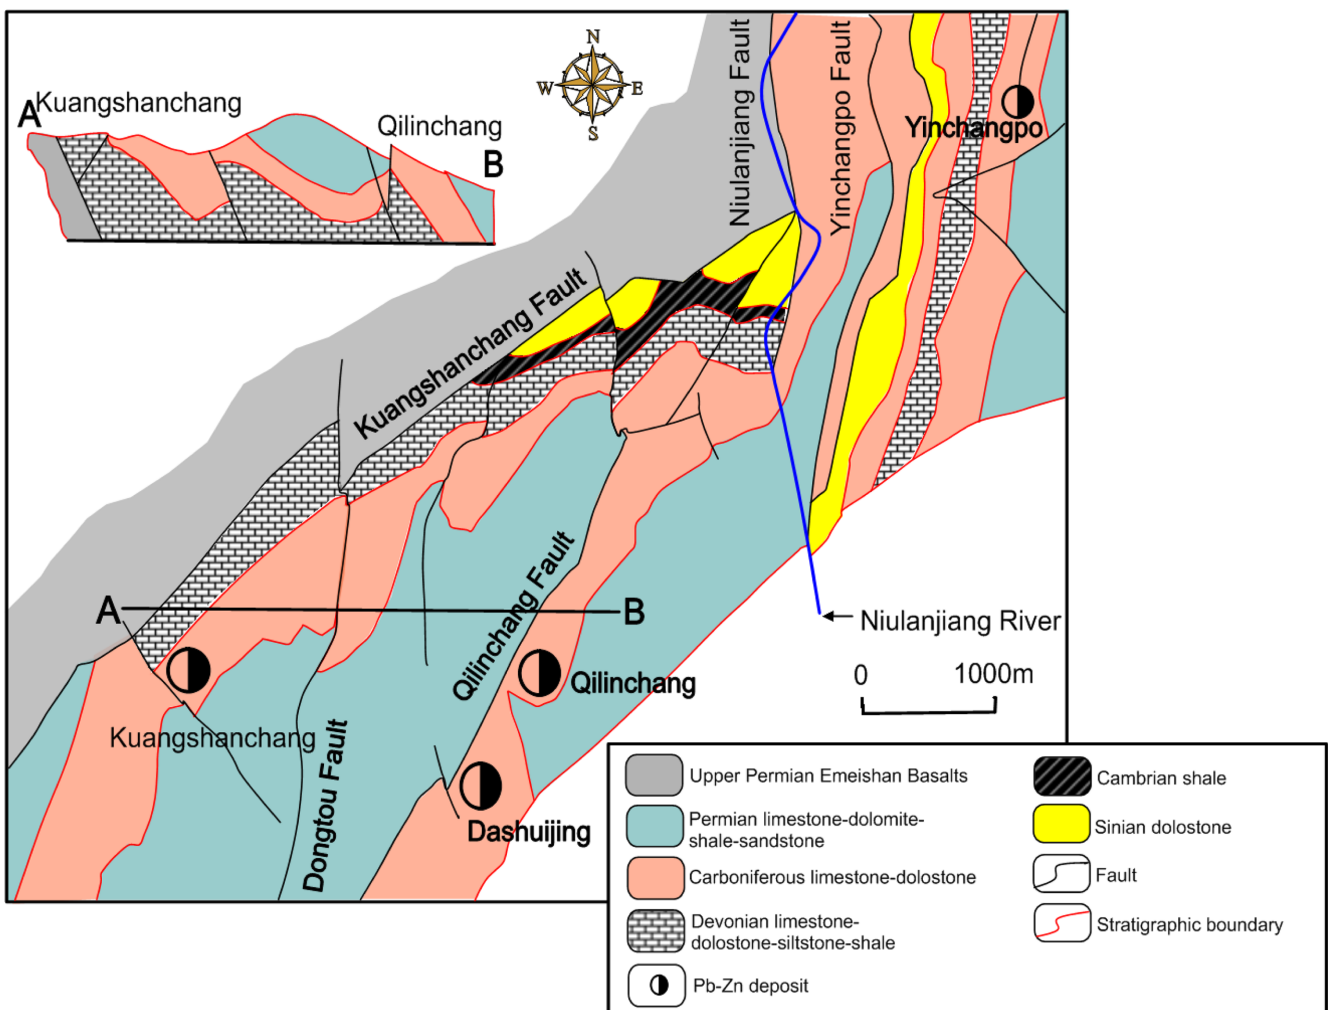 N
W
E
S
A
Kuangshanchang
Qilinchang
B
Niulanjiang Fault
Yinchangpo Fault
Yinchangpo
Kuangshanchang Fault
A
B
Qilinchang Fault
Qilinchang
Kuangshanchang
Dongtou Fault
Dashuijing
Niulanjiang River
0
1000m
Upper Permian Emeishan Basalts
Permian limestone-dolomite-
shale-sandstone
Carboniferous limestone-dolostone
Devonian limestone-
dolostone-siltstone-shale
Pb-Zn deposit
Cambrian shale
Sinian dolostone
Fault
Stratigraphic boundary